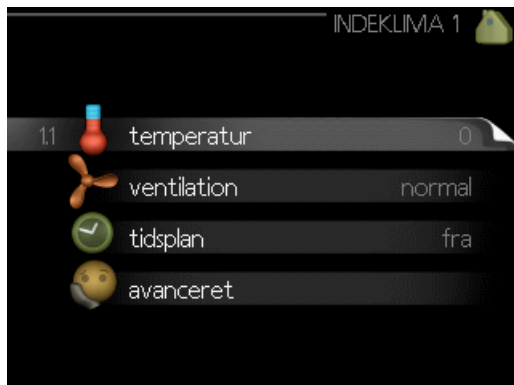 INDEKLIMA 1
1.1 temperatur 0
ventilation normal
tidsplan fra
avanceret